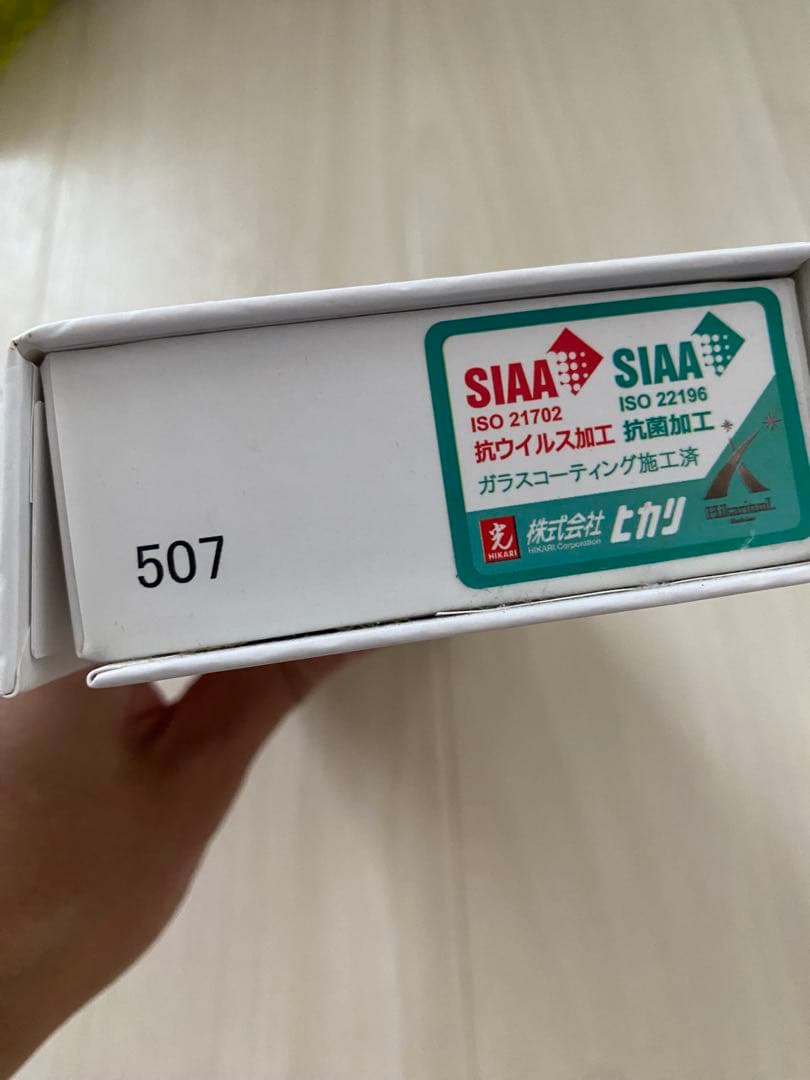 SIAA SIAA
ISO 21702 ISO 22196
抗ウイルス加工 抗菌加工
ガラスコーティング施工済
光 HIKARI 株式会社 ヒカリ
HIKARI Corporation
507